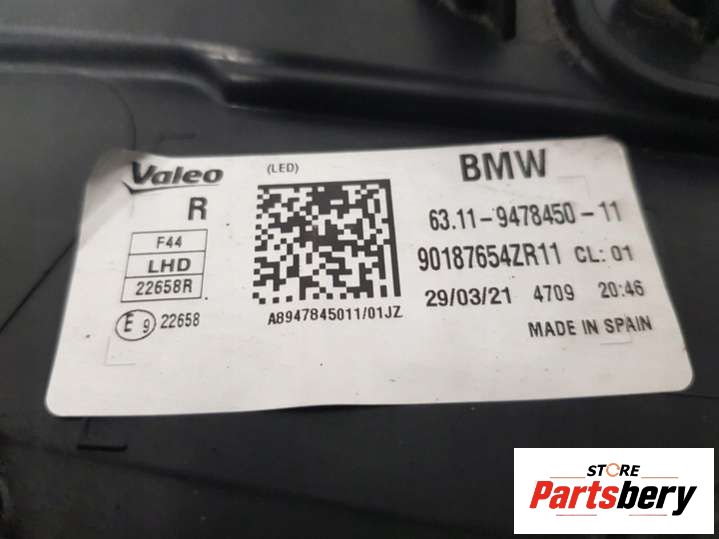 Valeo
(LED)
BMW
R
63.11-9478450-11
F44
LHD
22658R
90187654ZR11 CL: 01
29/03/21 4709 20:46
E 9 22658
A8947845011/01JZ
MADE IN SPAIN
STORE
Partsbery